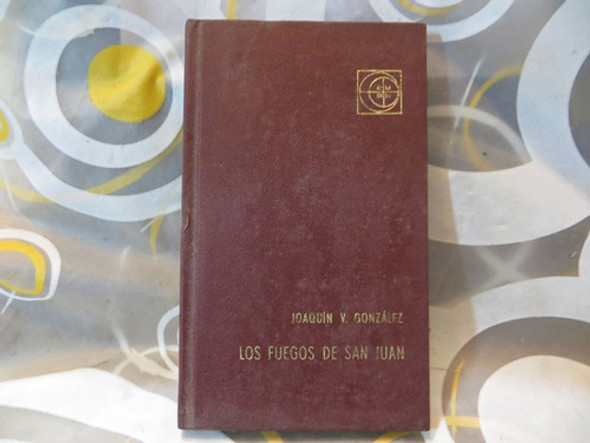 JOAQUÍN V. GONZÁLEZ
LOS FUEGOS DE SAN JUAN